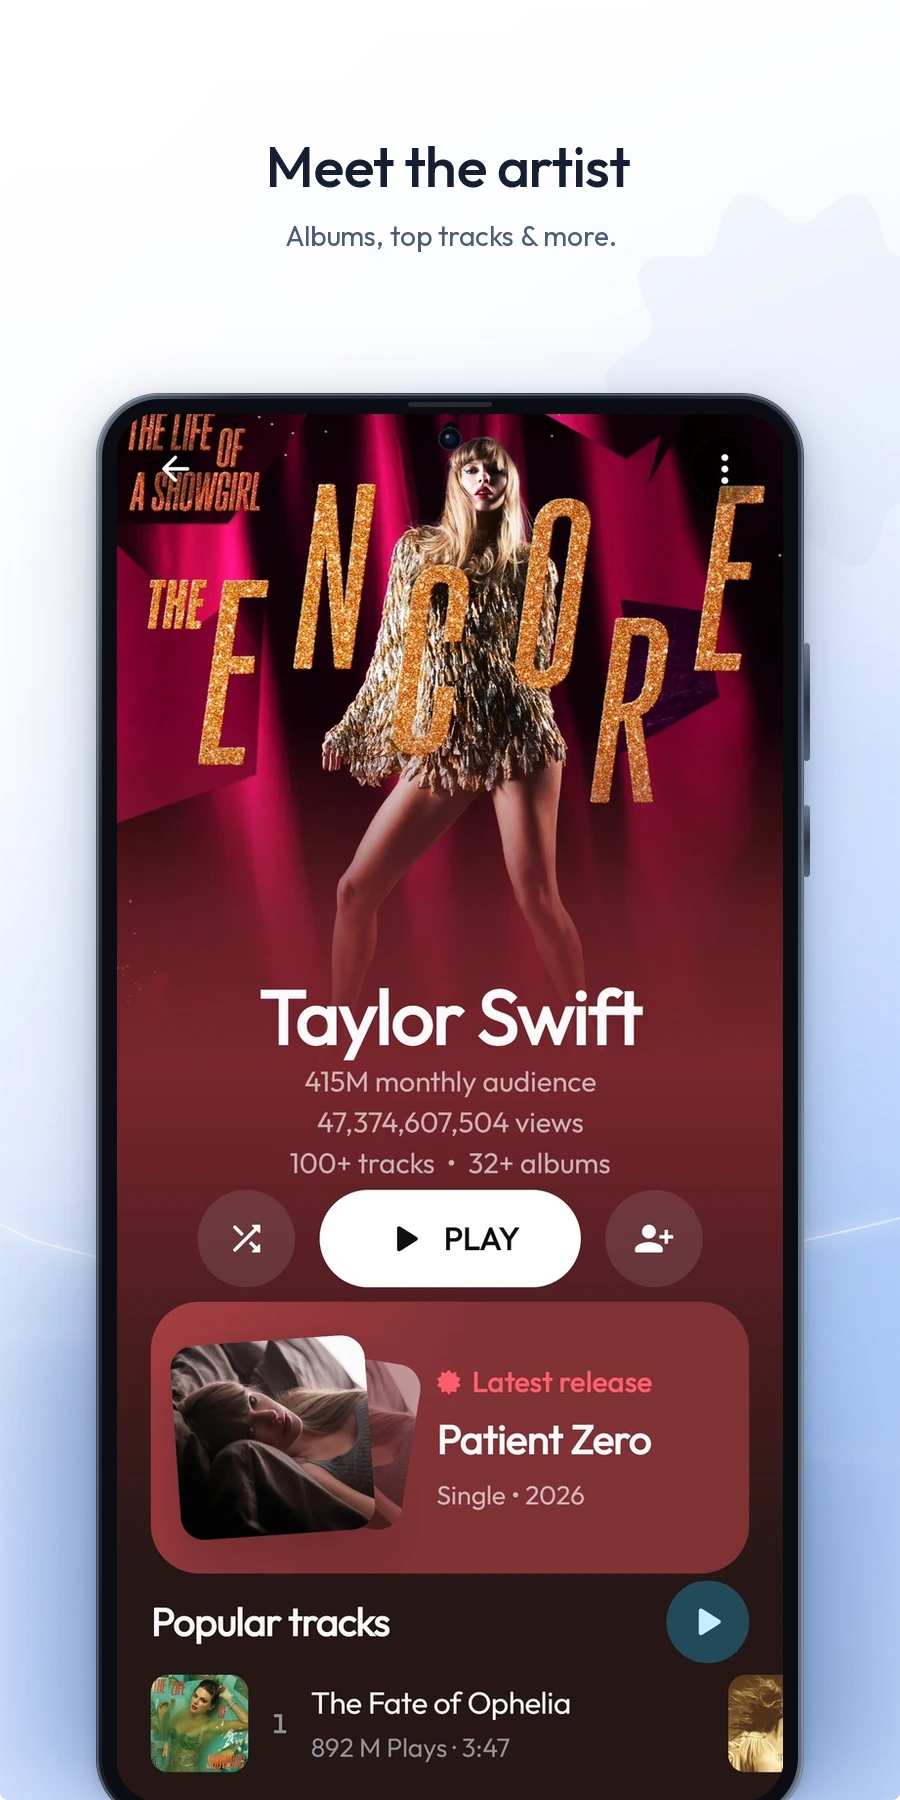 Meet the artist
Albums, top tracks & more.
THE LIFE OF
A SHOWGIRL
THE
ENCORE
Taylor Swift
415M monthly audience
47,374,607,504 views
100+ tracks • 32+ albums
PLAY
Latest release
Patient Zero
Single • 2026
Popular tracks
1
The Fate of Ophelia
892 M Plays · 3:47